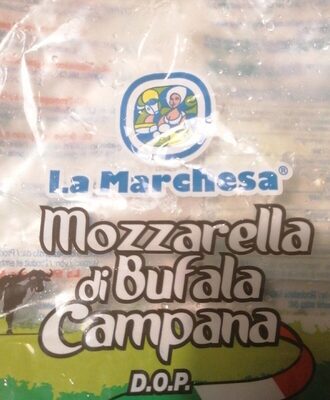 La Marchesa®
Mozzarella
di Bufala
Campana
D.O.P.